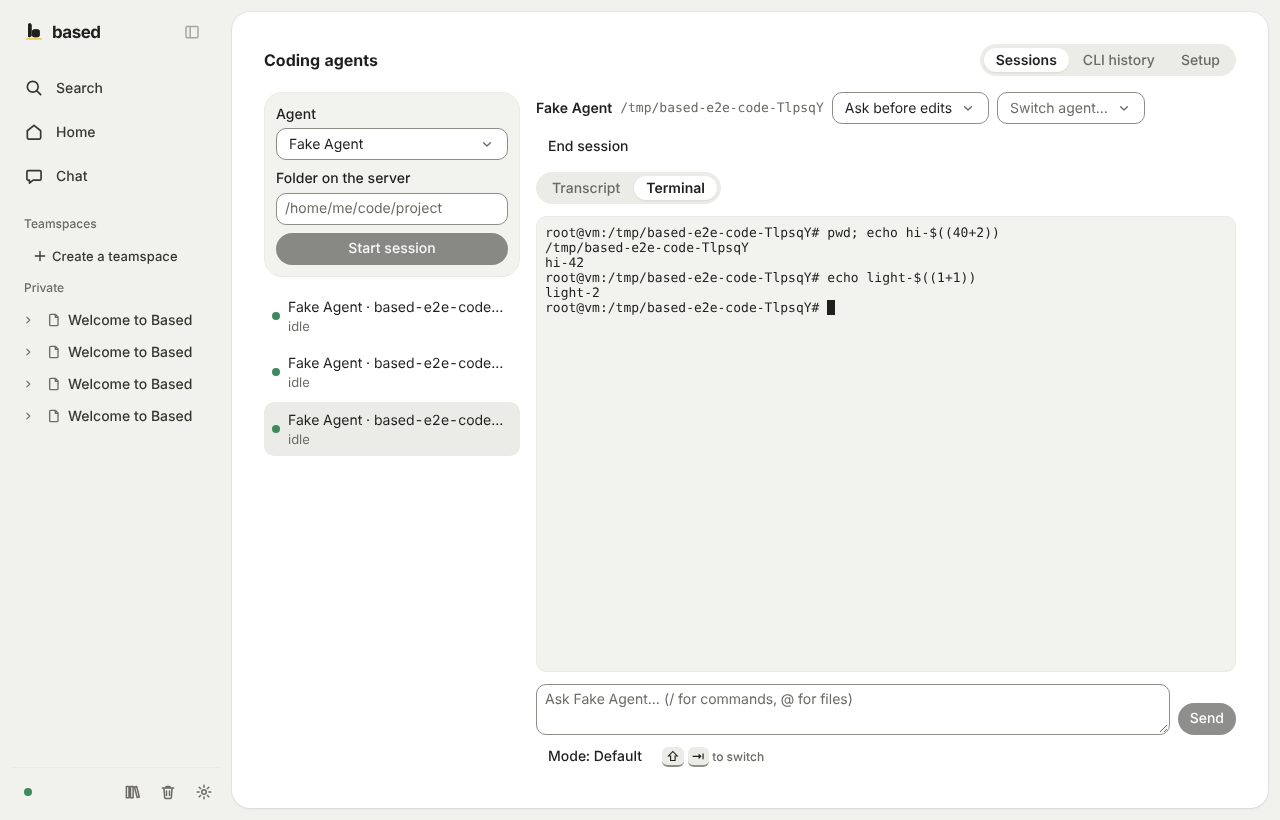 based
Search
Home
Chat
Teamspaces
Create a teamspace
Private
Welcome to Based
Welcome to Based
Welcome to Based
Welcome to Based
Coding agents
Sessions
CLI history
Setup
Agent
Fake Agent
Folder on the server
/home/me/code/project
Start session
Fake Agent · based-e2e-code...
idle
Fake Agent · based-e2e-code...
idle
Fake Agent · based-e2e-code...
idle
Fake Agent /tmp/based-e2e-code-TlpsqY
Ask before edits
Switch agent...
End session
Transcript
Terminal
root@vm:/tmp/based-e2e-code-TlpsqY# pwd; echo hi-$((40+2))
/tmp/based-e2e-code-TlpsqY
hi-42
root@vm:/tmp/based-e2e-code-TlpsqY# echo light-$((1+1))
light-2
root@vm:/tmp/based-e2e-code-TlpsqY#
Ask Fake Agent... (/ for commands, @ for files)
Send
Mode: Default
to switch